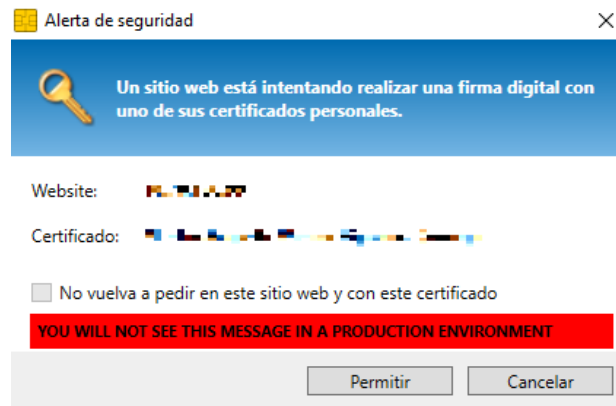 Alerta de seguridad
Un sitio web está intentando realizar una firma digital con
uno de sus certificados personales.
Website:
Certificado:
No vuelva a pedir en este sitio web y con este certificado
YOU WILL NOT SEE THIS MESSAGE IN A PRODUCTION ENVIRONMENT
Permitir
Cancelar